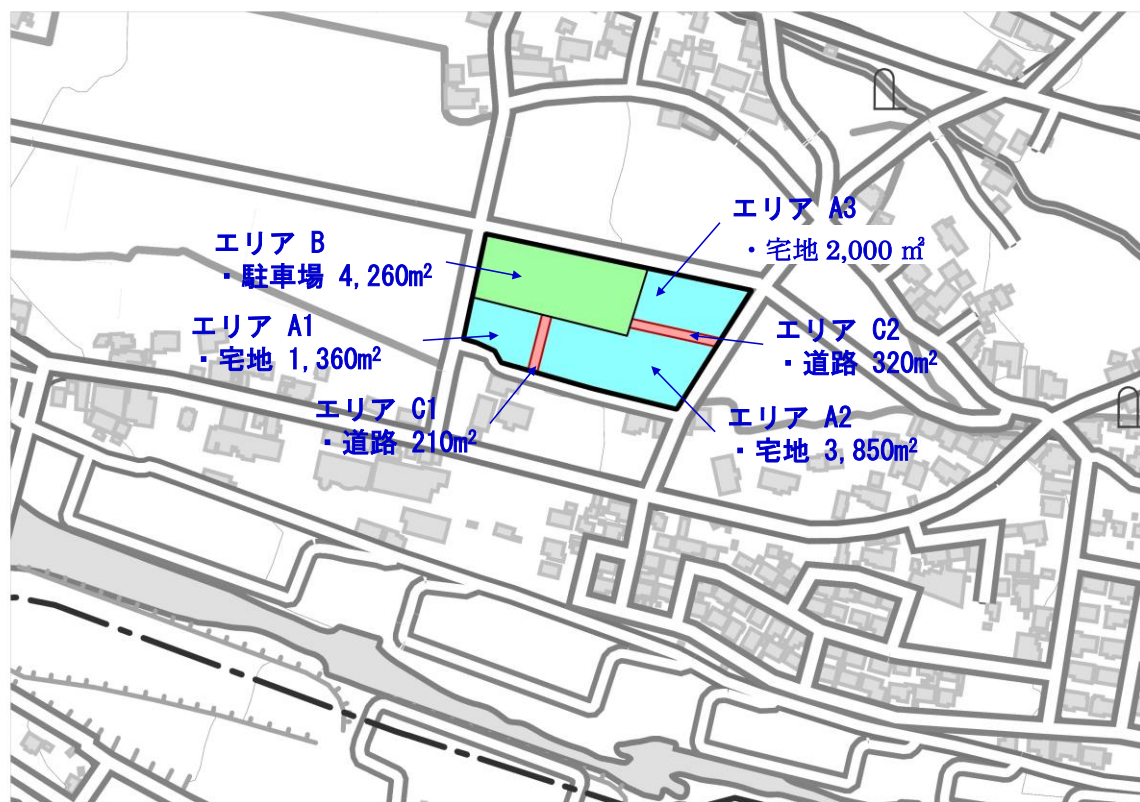 エリア A3
・宅地 2,000 ㎡
エリア B
・駐車場 4,260m²
エリア A1
・宅地 1,360m²
エリア C2
・道路 320m²
エリア C1
・道路 210m²
エリア A2
・宅地 3,850m²